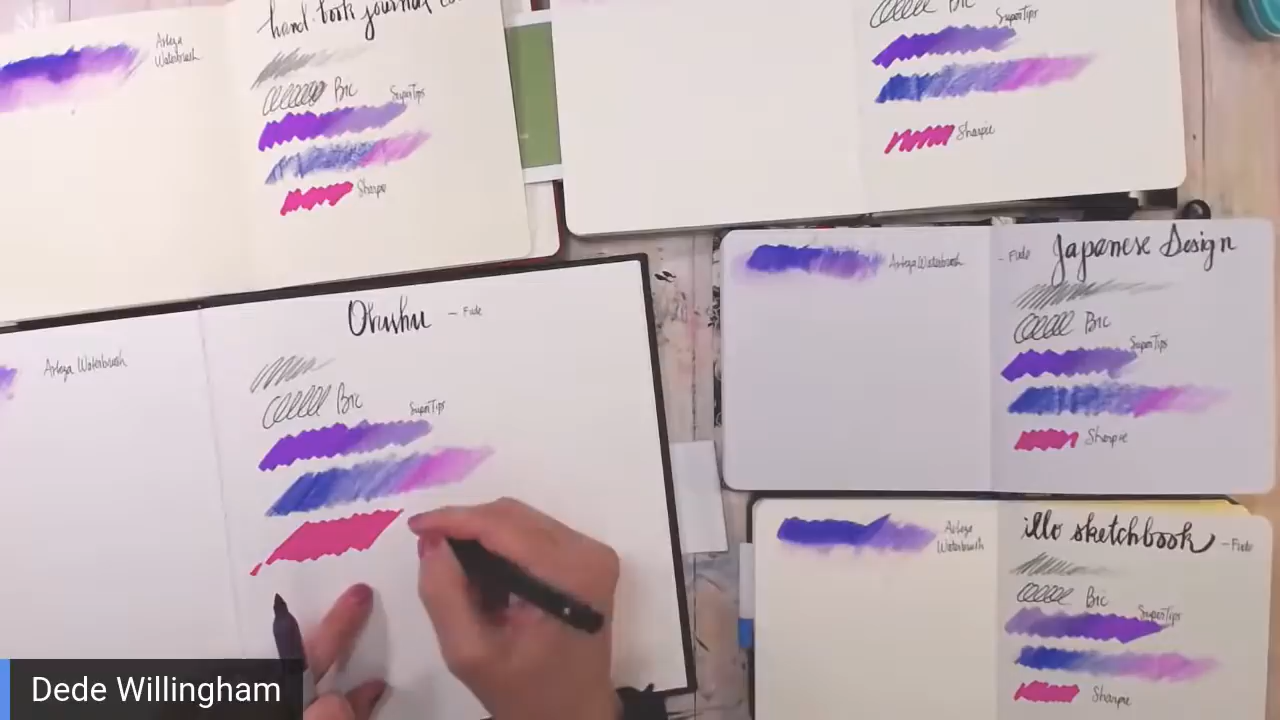 hand book journal co
Arteza
Waterbrush
Bic
SuperTips
Sharpie
Bic
SuperTips
Sharpie
Arteza Waterbrush
- Fude
Japanese Design
Bic
SuperTips
Sharpie
Arteza Waterbrush
Ohuhu - Fude
Bic
SuperTips
Arteza
Waterbrush
illo sketchbook - Fude
Bic
SuperTips
Sharpie
Dede Willingham